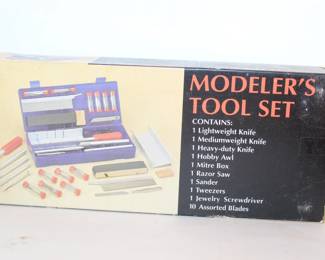 MODELER'S
TOOL SET
CONTAINS:
1 Lightweight Knife
1 Mediumweight Knife
1 Heavy-duty Knife
1 Hobby Awl
1 Mitre Box
1 Razor Saw
1 Sander
1 Tweezers
1 Jewelry Screwdriver
10 Assorted Blades